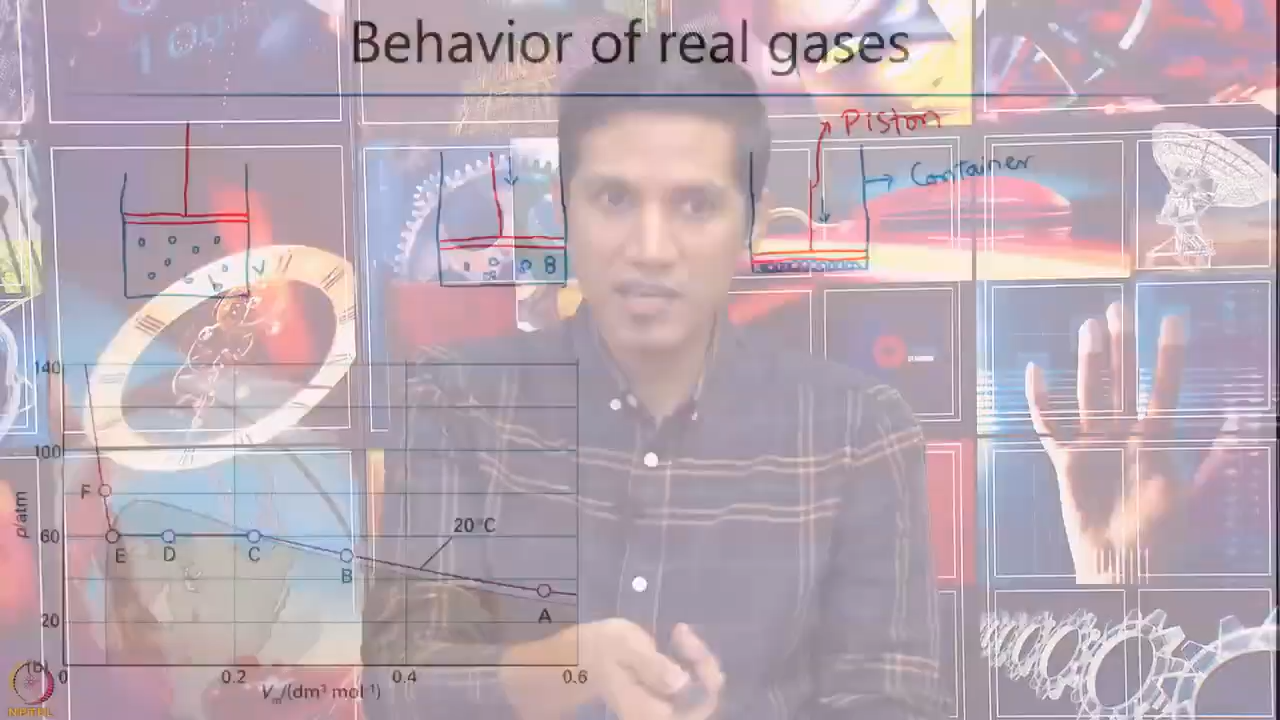 Behavior of real gases
Piston
Container
140
100
60
20
p/atm
F
E
D
C
B
A
20°C
(b)
0
0.2
0.4
0.6
Vm/(dm³ mol⁻¹)
NPTEL